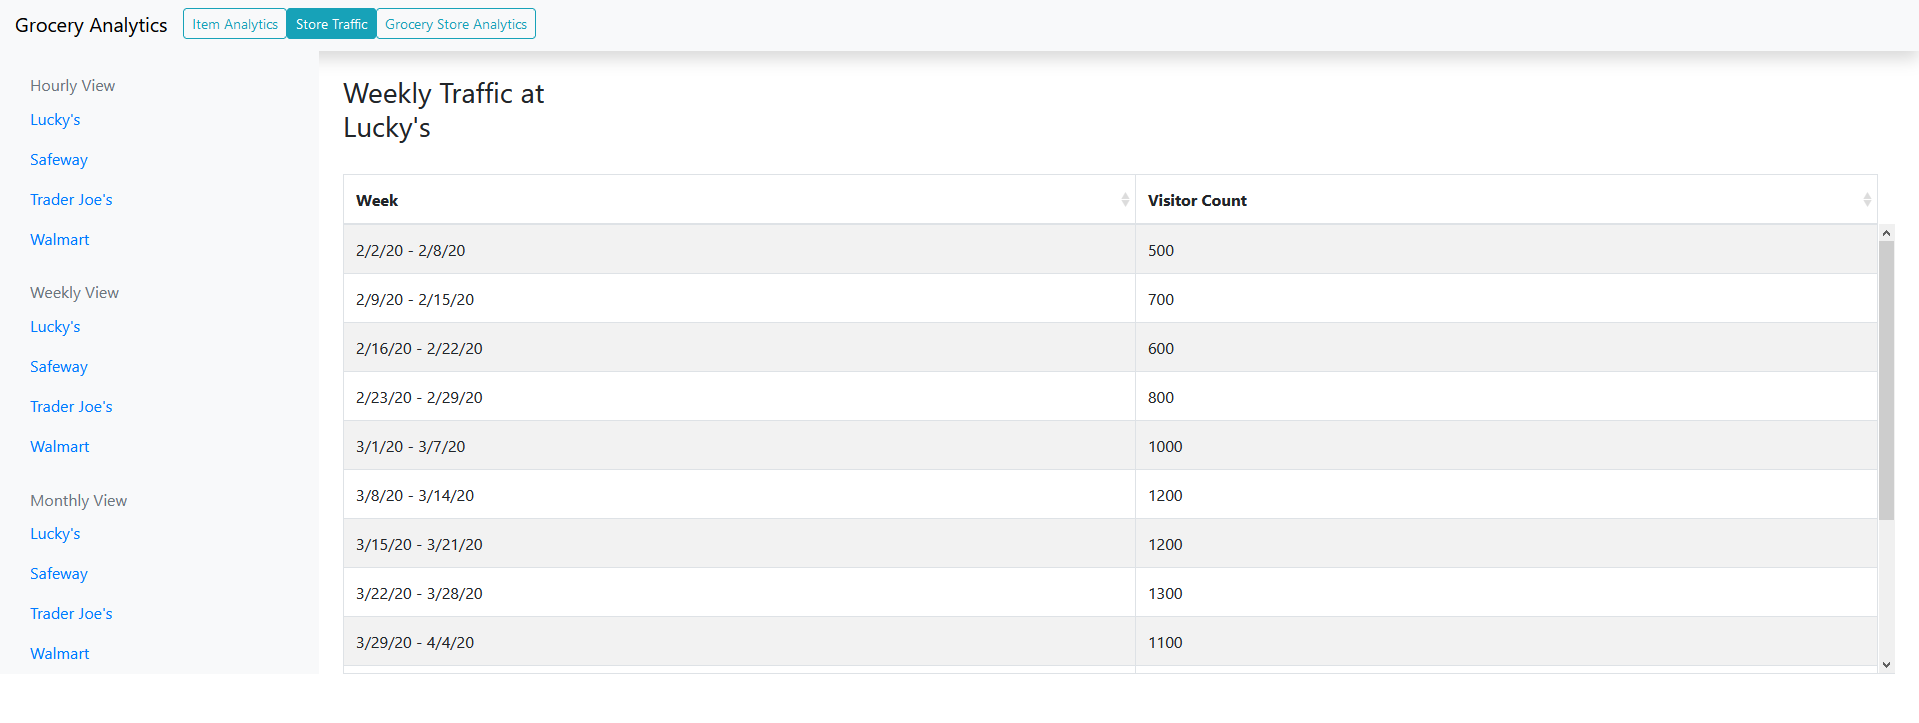 Grocery Analytics Item Analytics Store Traffic Grocery Store Analytics
Hourly View
Lucky's
Safeway
Trader Joe's
Walmart
Weekly View
Lucky's
Safeway
Trader Joe's
Walmart
Monthly View
Lucky's
Safeway
Trader Joe's
Walmart
Weekly Traffic at
Lucky's
Week Visitor Count
2/2/20 - 2/8/20 500
2/9/20 - 2/15/20 700
2/16/20 - 2/22/20 600
2/23/20 - 2/29/20 800
3/1/20 - 3/7/20 1000
3/8/20 - 3/14/20 1200
3/15/20 - 3/21/20 1200
3/22/20 - 3/28/20 1300
3/29/20 - 4/4/20 1100